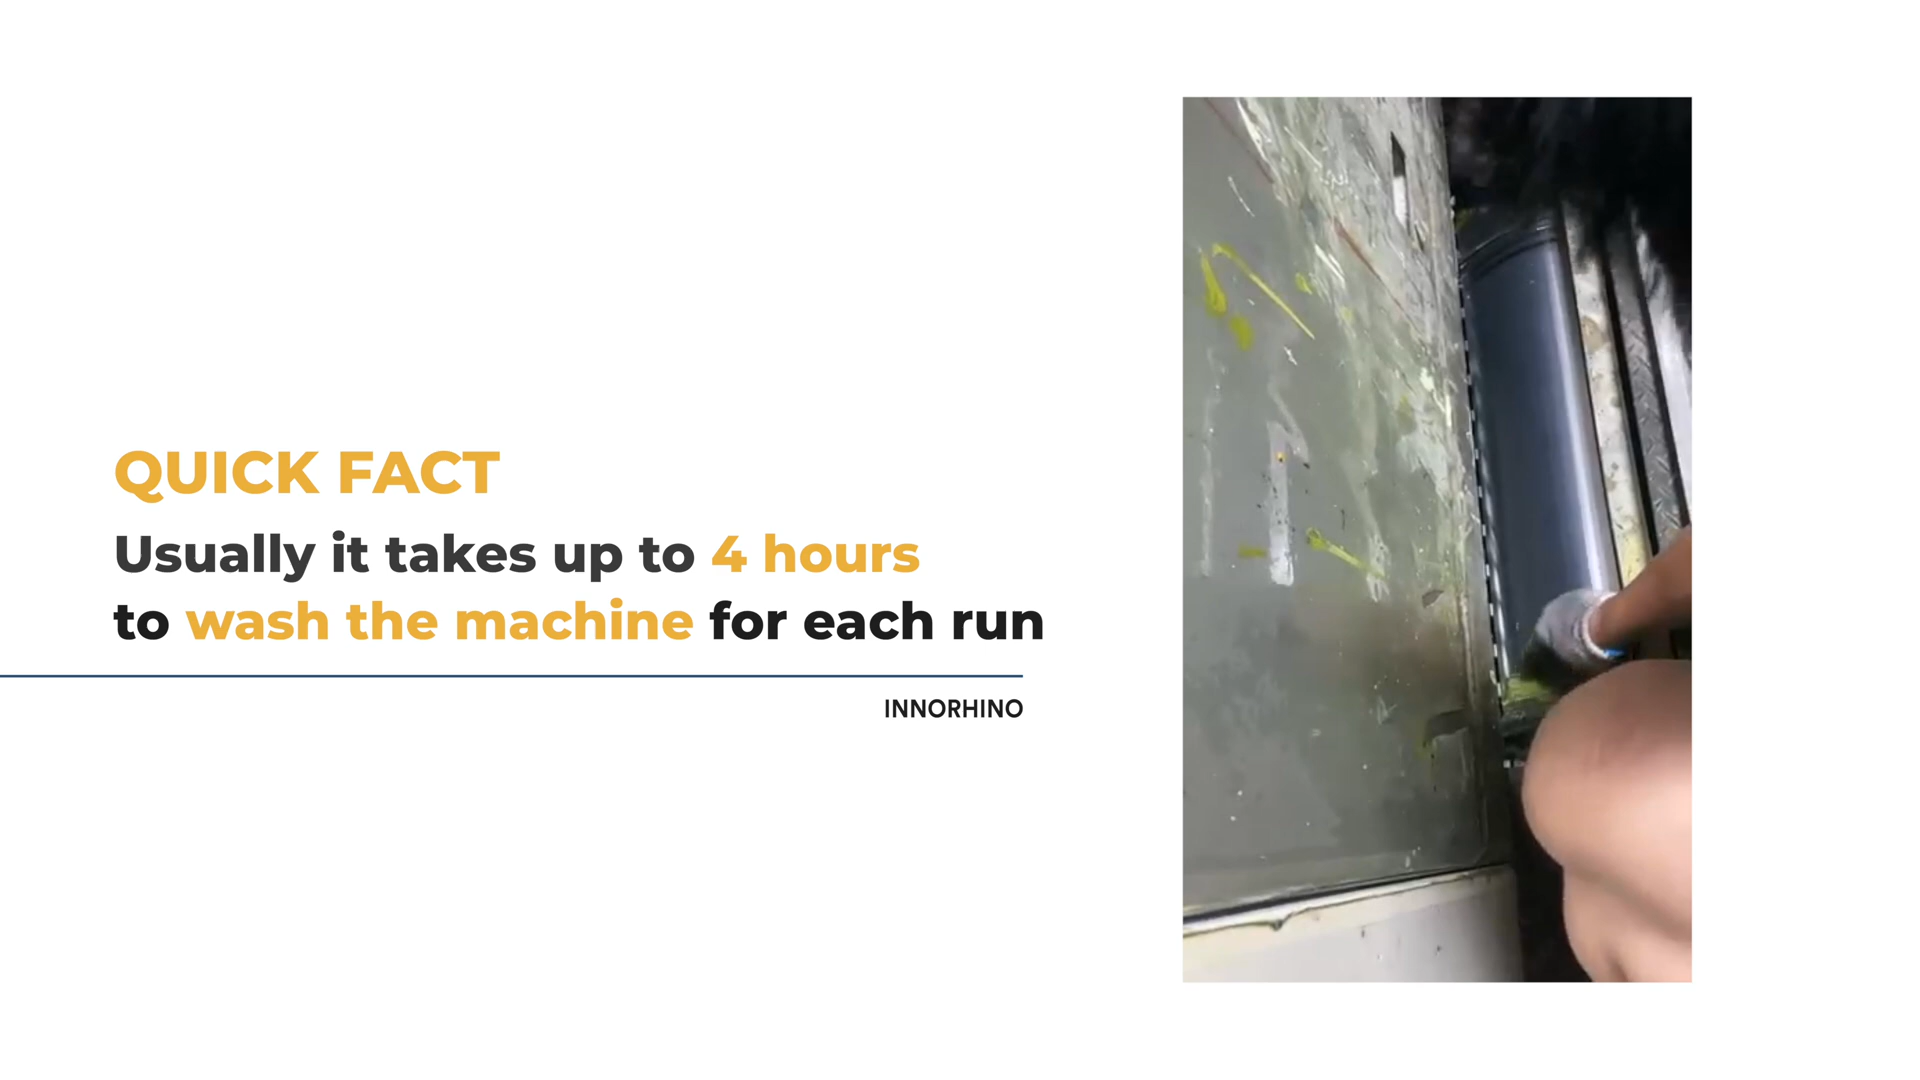 QUICK FACT
Usually it takes up to 4 hours
to wash the machine for each run
INNORHINO